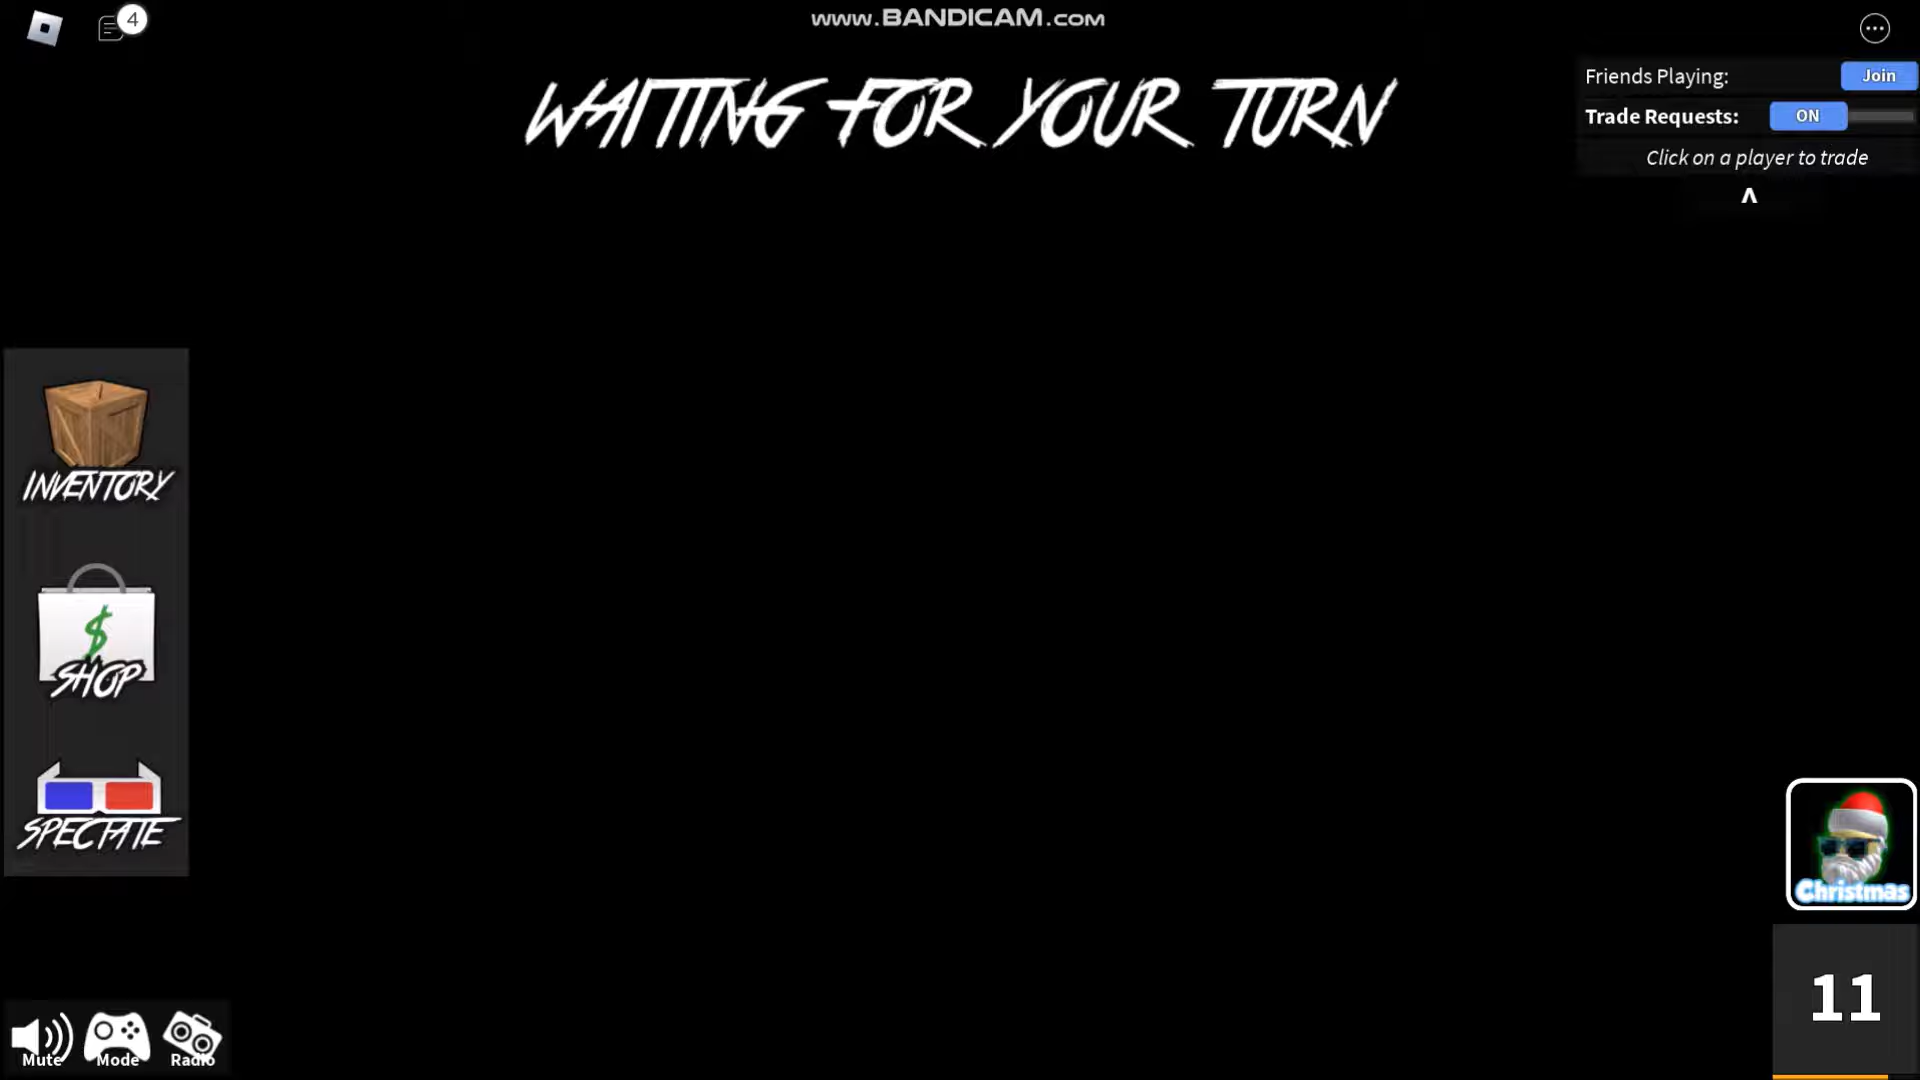 4
www.BANDICAM.com
WAITING FOR YOUR TURN
Friends Playing:
Join
Trade Requests:
ON
Click on a player to trade
INVENTORY
$
SHOP
SPECTATE
Christmas
11
Mute
Mode
Radio